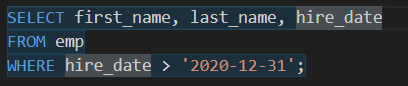 SELECT first_name, last_name, hire_date
FROM emp
WHERE hire_date > '2020-12-31';